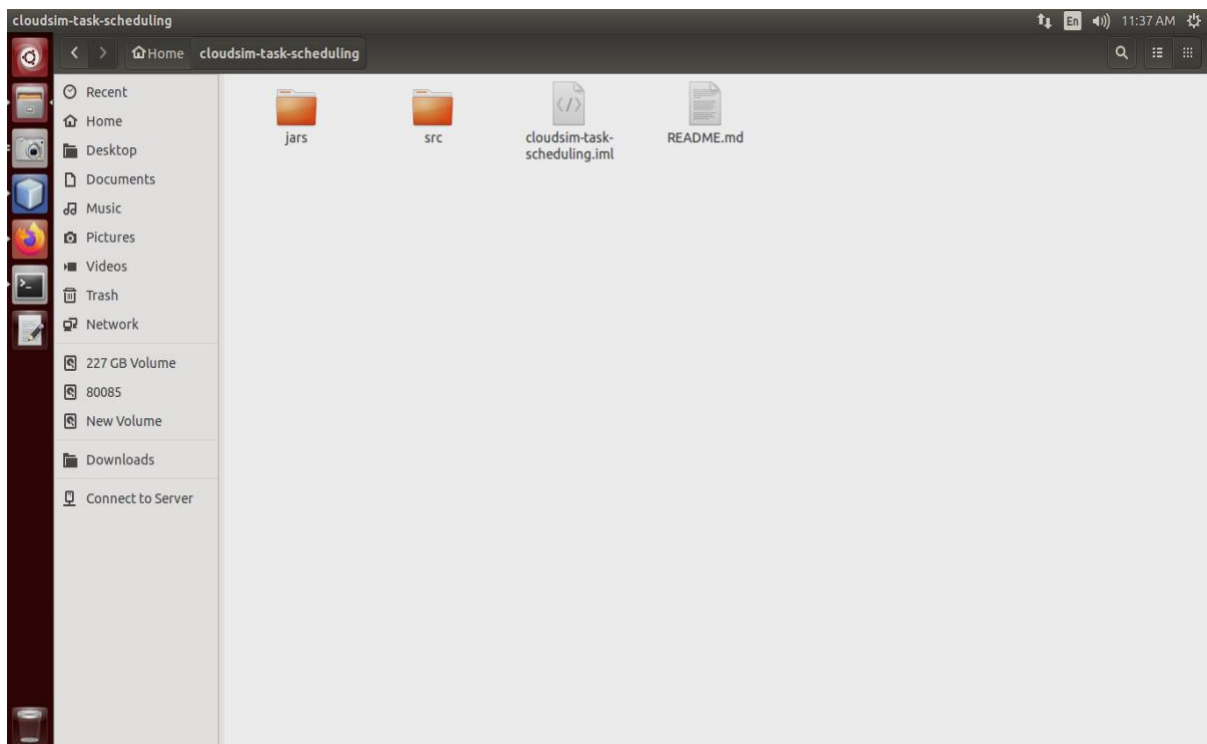 cloudsim-task-scheduling
En
11:37 AM
Home
cloudsim-task-scheduling
Recent
Home
Desktop
Documents
Music
Pictures
Videos
Trash
Network
227 GB Volume
80085
New Volume
Downloads
Connect to Server
jars
src
cloudsim-task-
scheduling.iml
README.md